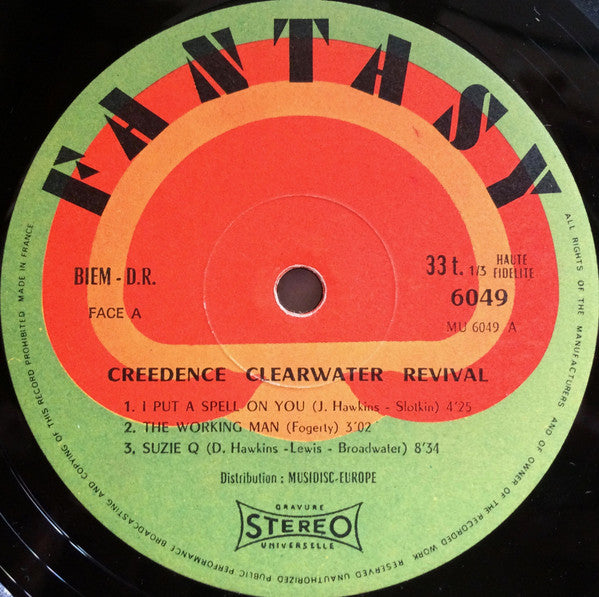 FANTASY
BIEM - D.R.
FACE A
33 t. 1/3 HAUTE FIDELITE
6049
MU 6049 A
CREEDENCE CLEARWATER REVIVAL
1. I PUT A SPELL ON YOU (J. Hawkins - Slotkin) 4'25
2. THE WORKING MAN (Fogerty) 3'02
3. SUZIE Q (D. Hawkins -Lewis - Broadwater) 8'34
Distribution : MUSIDISC-EUROPE
GRAVURE
STEREO
UNIVERSELLE
ALL RIGHTS OF THE MANUFACTURERS AND OF OWNER OF THE RECORDED WORK RESERVED UNAUTHORIZED PUBLIC PERFORMANCE BROADCASTING AND COPYING OF THIS RECORD PROHIBITED MADE IN FRANCE